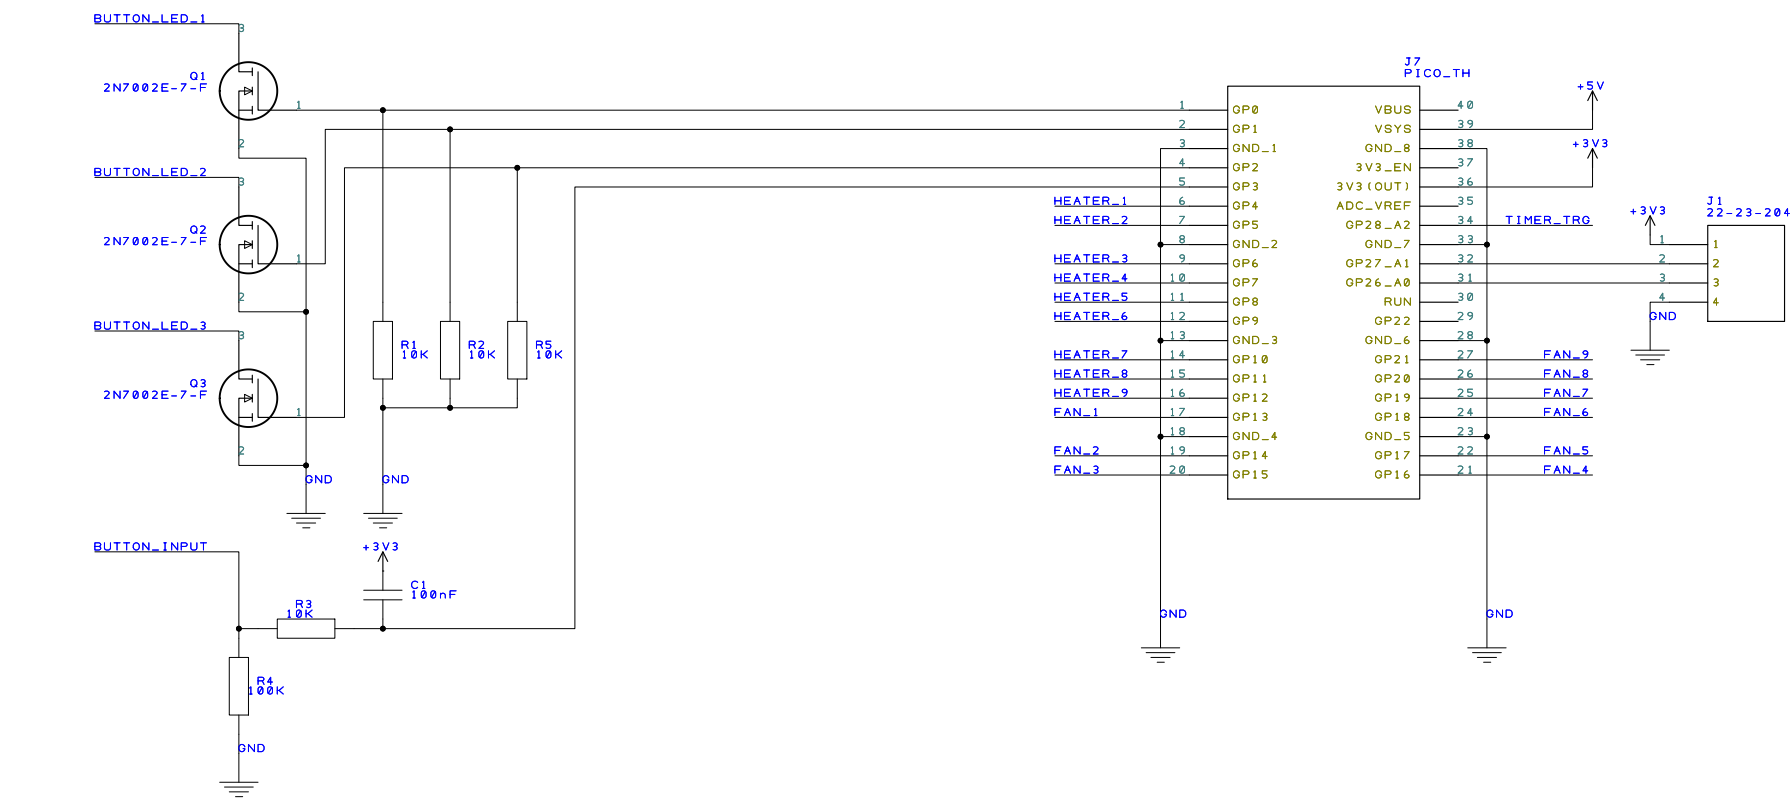 BUTTON_LED_1
3
Q1
2N7002E-7-F
1
2
BUTTON_LED_2
3
Q2
2N7002E-7-F
1
2
BUTTON_LED_3
3
Q3
2N7002E-7-F
1
2
GND
R1
10K
R2
10K
R5
10K
GND
BUTTON_INPUT
+3V3
C1
100nF
R3
10K
R4
100K
GND
J7
PICO_TH
1 GP0 VBUS 40
2 GP1 VSYS 39
3 GND_1 GND_8 38
4 GP2 3V3_EN 37
5 GP3 3V3(OUT) 36
HEATER_1 6 GP4 ADC_VREF 35
HEATER_2 7 GP5 GP28_A2 34 TIMER_TRG
8 GND_2 GND_7 33
HEATER_3 9 GP6 GP27_A1 32
HEATER_4 10 GP7 GP26_A0 31
HEATER_5 11 GP8 RUN 30
HEATER_6 12 GP9 GP22 29
13 GND_3 GND_6 28
HEATER_7 14 GP10 GP21 27 FAN_9
HEATER_8 15 GP11 GP20 26 FAN_8
HEATER_9 16 GP12 GP19 25 FAN_7
FAN_1 17 GP13 GP18 24 FAN_6
18 GND_4 GND_5 23
FAN_2 19 GP14 GP17 22 FAN_5
FAN_3 20 GP15 GP16 21 FAN_4
GND
GND
+5V
+3V3
+3V3
J1
22-23-204
1 1
2 2
3 3
4 4
GND